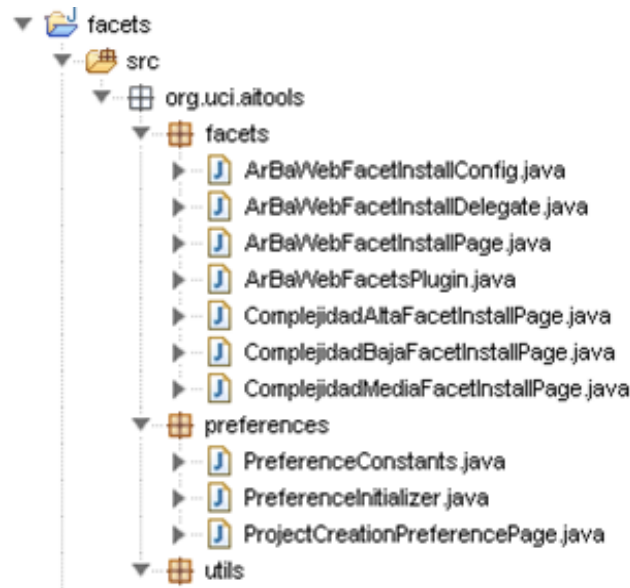 facets
src
org.uci.aitools
facets
ArBaWebFacetInstallConfig.java
ArBaWebFacetInstallDelegate.java
ArBaWebFacetInstallPage.java
ArBaWebFacetsPlugin.java
ComplejidadAltaFacetInstallPage.java
ComplejidadBajaFacetInstallPage.java
ComplejidadMediaFacetInstallPage.java
preferences
PreferenceConstants.java
PreferenceInitializer.java
ProjectCreationPreferencePage.java
utils